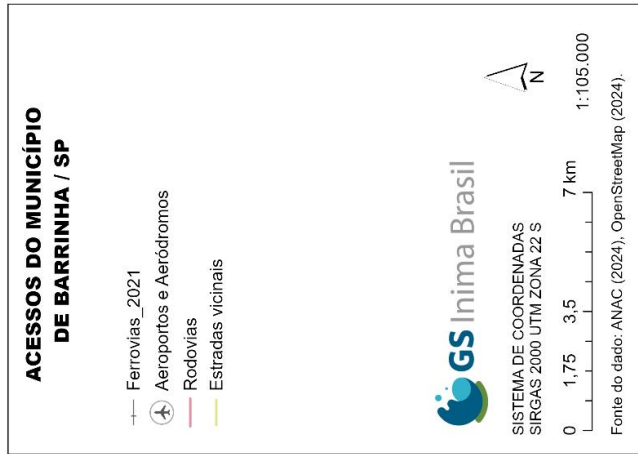 ACESSOS DO MUNICÍPIO
DE BARRINHA / SP
Ferrovias_2021
Aeroportos e Aeródromos
Rodovias
Estradas vicinais
GS Inima Brasil
N
SISTEMA DE COORDENADAS
SIRGAS 2000 UTM ZONA 22 S
0 1,75 3,5 7 km
1:105.000
Fonte do dado: ANAC (2024), OpenStreetMap (2024).